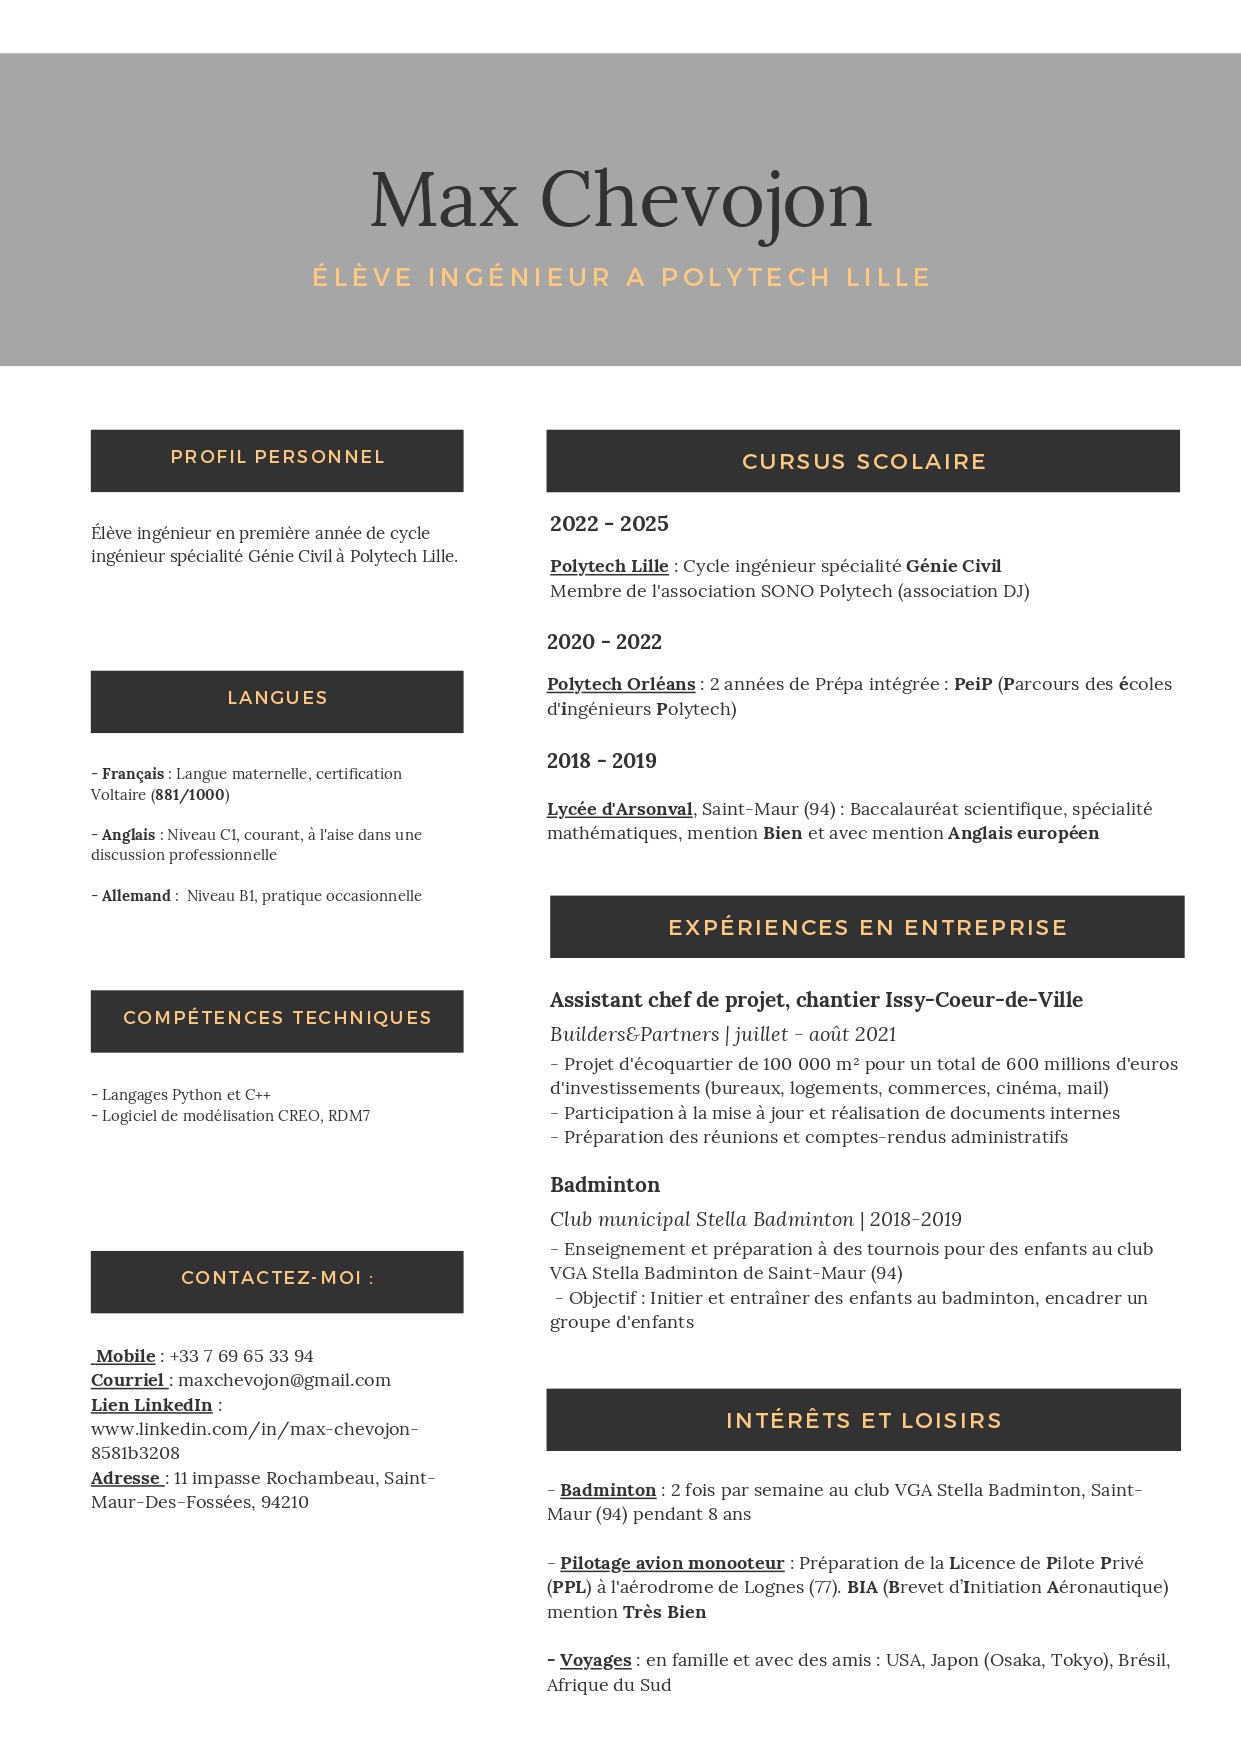 Max Chevojon
ÉLÈVE INGÉNIEUR A POLYTECH LILLE
PROFIL PERSONNEL
Élève ingénieur en première année de cycle
ingénieur spécialité Génie Civil à Polytech Lille.
LANGUES
- Français : Langue maternelle, certification
Voltaire (881/1000)
- Anglais : Niveau C1, courant, à l'aise dans une
discussion professionnelle
- Allemand :  Niveau B1, pratique occasionnelle
COMPÉTENCES TECHNIQUES
- Langages Python et C++
- Logiciel de modélisation CREO, RDM7
CONTACTEZ-MOI :
Mobile : +33 7 69 65 33 94
Courriel : maxchevojon@gmail.com
Lien LinkedIn :
www.linkedin.com/in/max-chevojon-
8581b3208
Adresse : 11 impasse Rochambeau, Saint-
Maur-Des-Fossées, 94210
CURSUS SCOLAIRE
2022 - 2025
Polytech Lille : Cycle ingénieur spécialité Génie Civil
Membre de l'association SONO Polytech (association DJ)
2020 - 2022
Polytech Orléans : 2 années de Prépa intégrée : PeiP (Parcours des écoles
d'ingénieurs Polytech)
2018 - 2019
Lycée d'Arsonval, Saint-Maur (94) : Baccalauréat scientifique, spécialité
mathématiques, mention Bien et avec mention Anglais européen
EXPÉRIENCES EN ENTREPRISE
Assistant chef de projet, chantier Issy-Coeur-de-Ville
Builders&Partners | juillet - août 2021
- Projet d'écoquartier de 100 000 m² pour un total de 600 millions d'euros
d'investissements (bureaux, logements, commerces, cinéma, mail)
- Participation à la mise à jour et réalisation de documents internes
- Préparation des réunions et comptes-rendus administratifs
Badminton
Club municipal Stella Badminton | 2018-2019
- Enseignement et préparation à des tournois pour des enfants au club
VGA Stella Badminton de Saint-Maur (94)
- Objectif : Initier et entraîner des enfants au badminton, encadrer un
groupe d'enfants
INTÉRÊTS ET LOISIRS
- Badminton : 2 fois par semaine au club VGA Stella Badminton, Saint-
Maur (94) pendant 8 ans
- Pilotage avion monooteur : Préparation de la Licence de Pilote Privé
(PPL) à l'aérodrome de Lognes (77). BIA (Brevet d’Initiation Aéronautique)
mention Très Bien
- Voyages : en famille et avec des amis : USA, Japon (Osaka, Tokyo), Brésil,
Afrique du Sud